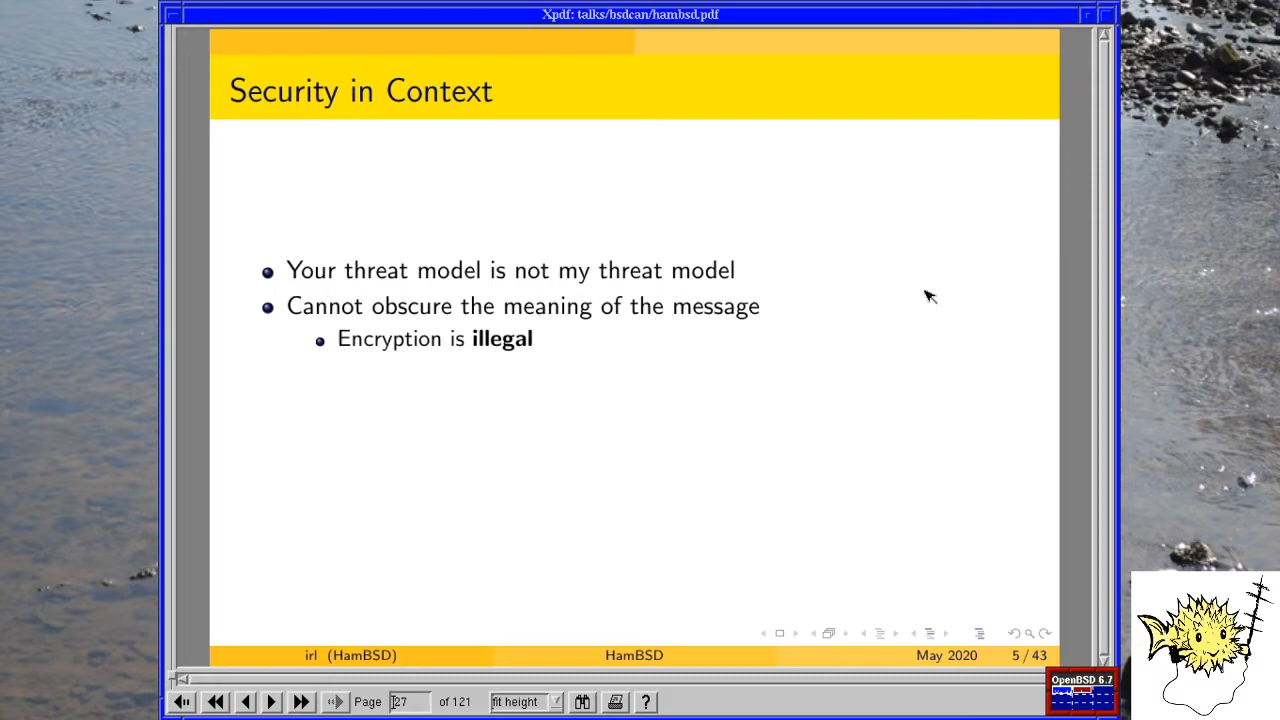 Xpdf: talks/bsdcan/hambsd.pdf
Security in Context
Your threat model is not my threat model
Cannot obscure the meaning of the message
Encryption is illegal
irl (HamBSD) HamBSD May 2020 5 / 43
OpenBSD 6.7
Page 27 of 121 fit height ?